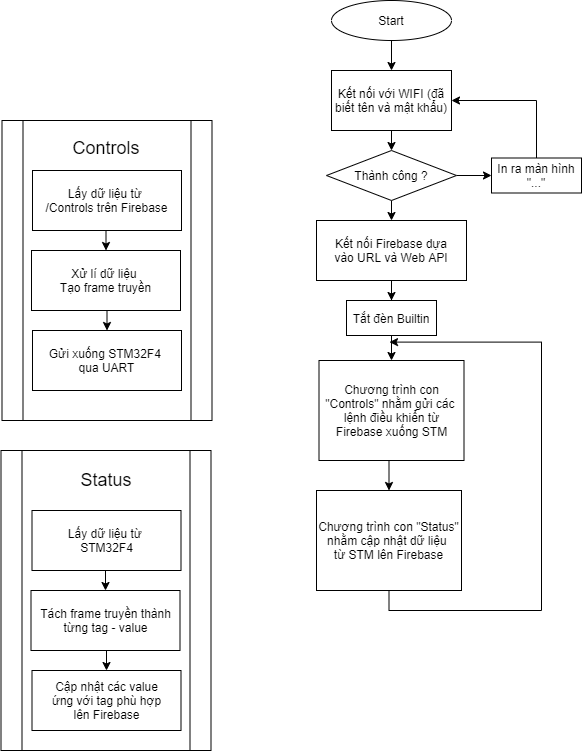 Start
Kết nối với WIFI (đã
biết tên và mật khẩu)
Thành công ?
In ra màn hình
"..."
Kết nối Firebase dựa
vào URL và Web API
Tắt đèn Builtin
Chương trình con
"Controls" nhằm gửi các
lệnh điều khiển từ
Firebase xuống STM
Chương trình con "Status"
nhằm cập nhật dữ liệu
từ STM lên Firebase
Controls
Lấy dữ liệu từ
/Controls trên Firebase
Xử lí dữ liệu
Tạo frame truyền
Gửi xuống STM32F4
qua UART
Status
Lấy dữ liệu từ
STM32F4
Tách frame truyền thành
từng tag - value
Cập nhật các value
ứng với tag phù hợp
lên Firebase